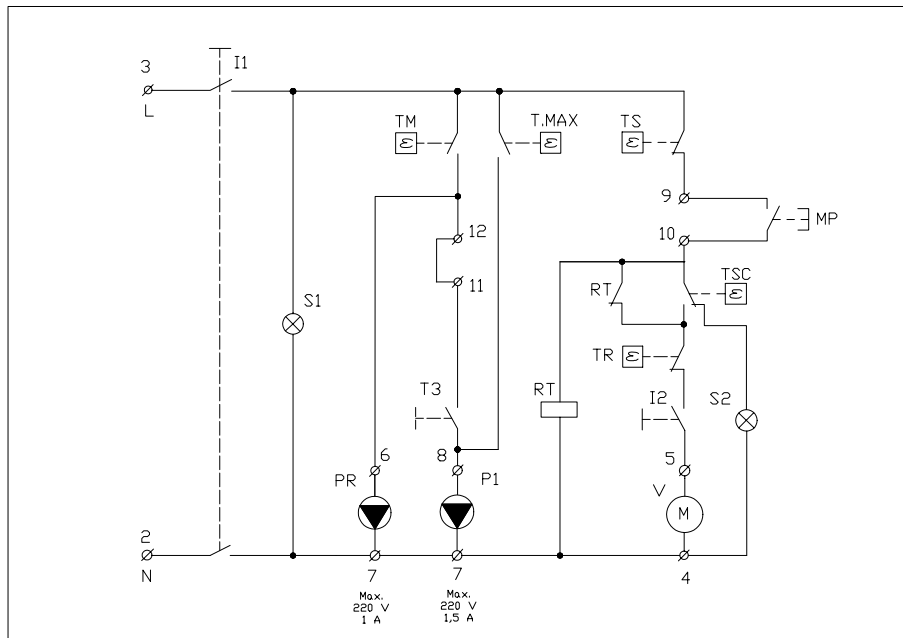 3
I1
L
TM
T.MAX
TS
9
MP
12
10
TSC
11
RT
S1
TR
T3
RT
I2
S2
6
8
5
PR
P1
V
M
2
N
7
7
4
Max.
220 V
1 A
Max.
220 V
1,5 A